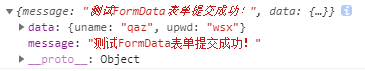 ▼ {message: "测试FormData表单提交成功！", data: {…}} i
▶ data: {uname: "qaz", upwd: "wsx"}
message: "测试FormData表单提交成功！"
▶ __proto__: Object